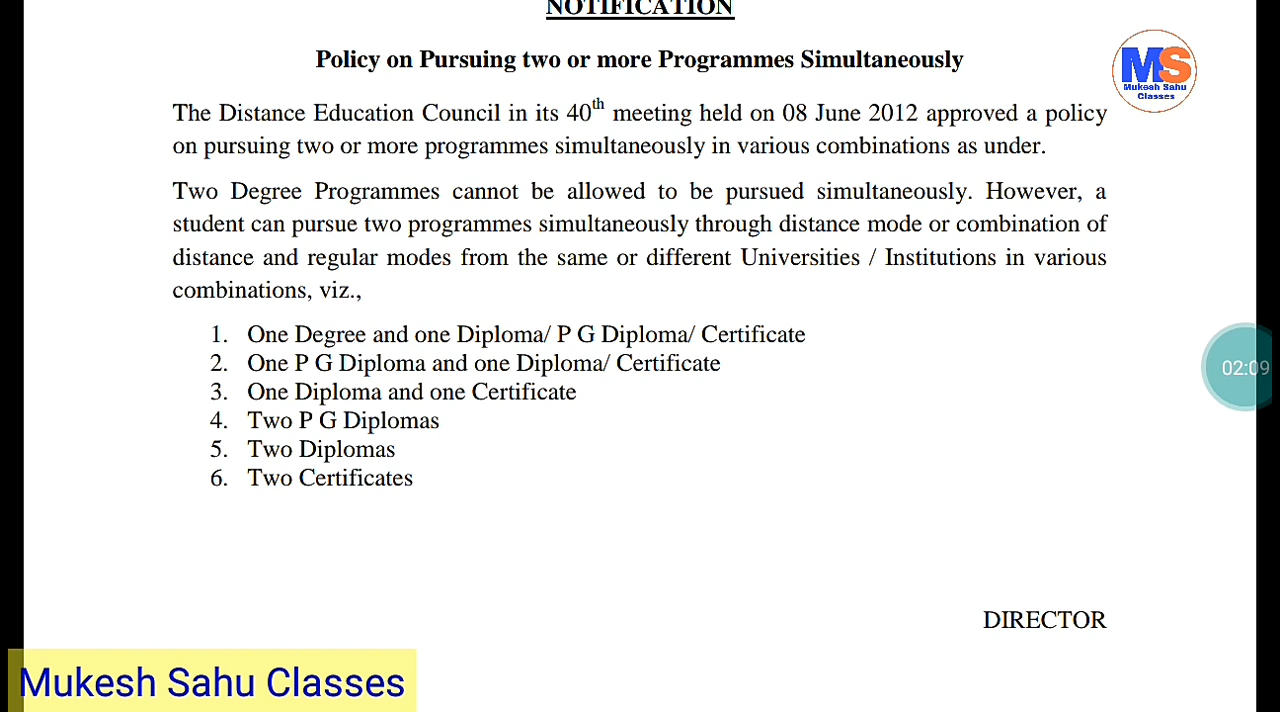 NOTIFICATION
Policy on Pursuing two or more Programmes Simultaneously
MS
Mukesh Sahu
Classes
The Distance Education Council in its 40th meeting held on 08 June 2012 approved a policy
on pursuing two or more programmes simultaneously in various combinations as under.
Two Degree Programmes cannot be allowed to be pursued simultaneously. However, a
student can pursue two programmes simultaneously through distance mode or combination of
distance and regular modes from the same or different Universities / Institutions in various
combinations, viz.,
1. One Degree and one Diploma/ P G Diploma/ Certificate
2. One P G Diploma and one Diploma/ Certificate
3. One Diploma and one Certificate
4. Two P G Diplomas
5. Two Diplomas
6. Two Certificates
02:09
DIRECTOR
Mukesh Sahu Classes